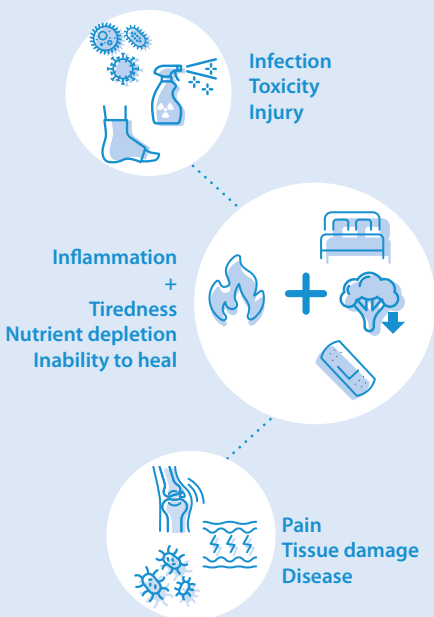 Infection
Toxicity
Injury
Inflammation
+
Tiredness
Nutrient depletion
Inability to heal
Pain
Tissue damage
Disease